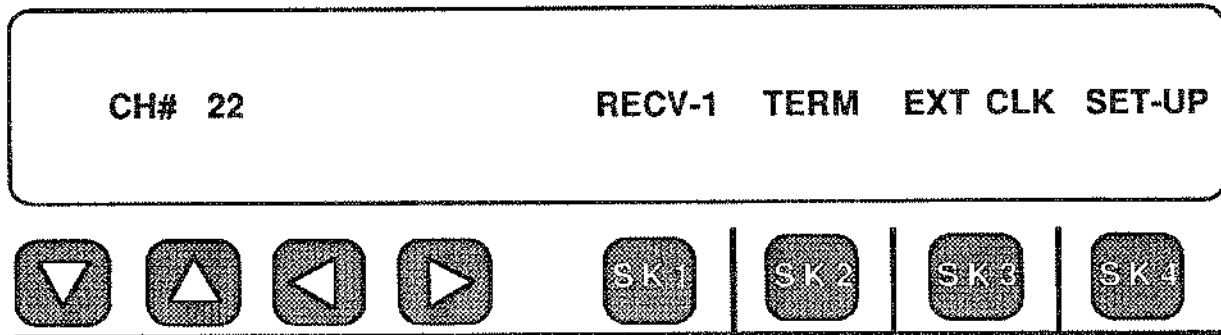 CH# 22 RECV-1 TERM EXT CLK SET-UP
SK1 SK2 SK3 SK4